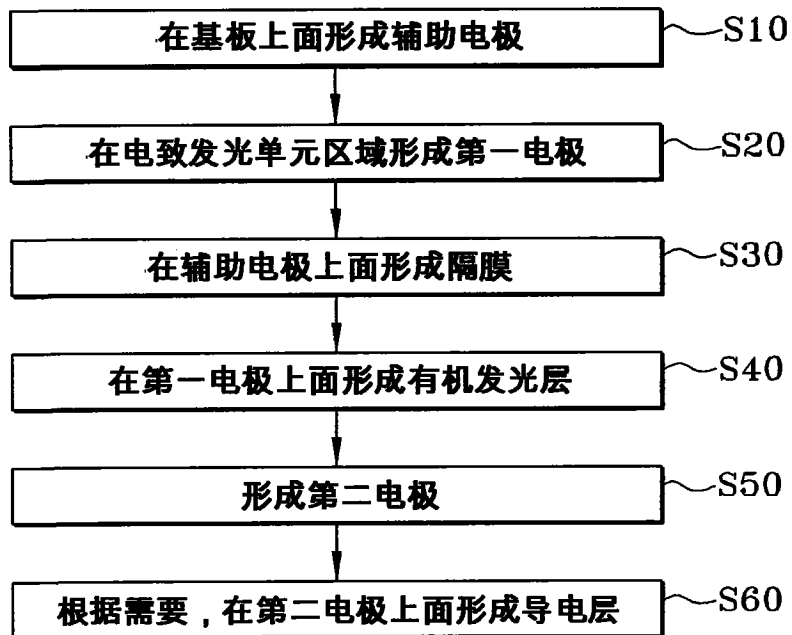 在基板上面形成辅助电极
S10
在电致发光单元区域形成第一电极
S20
在辅助电极上面形成隔膜
S30
在第一电极上面形成有机发光层
S40
形成第二电极
S50
根据需要，在第二电极上面形成导电层
S60